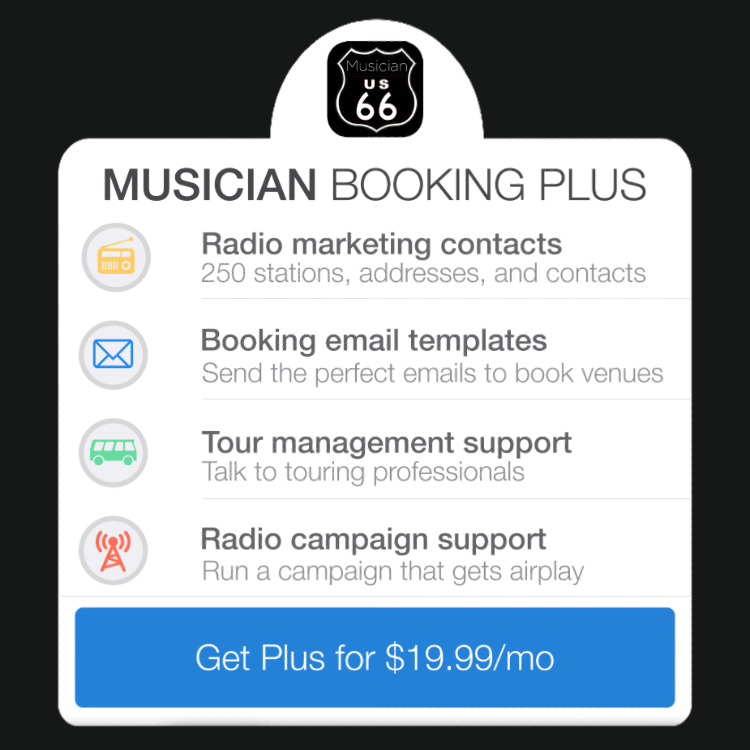 Musician
US
66
MUSICIAN BOOKING PLUS
Radio marketing contacts
250 stations, addresses, and contacts
Booking email templates
Send the perfect emails to book venues
Tour management support
Talk to touring professionals
Radio campaign support
Run a campaign that gets airplay
Get Plus for $19.99/mo